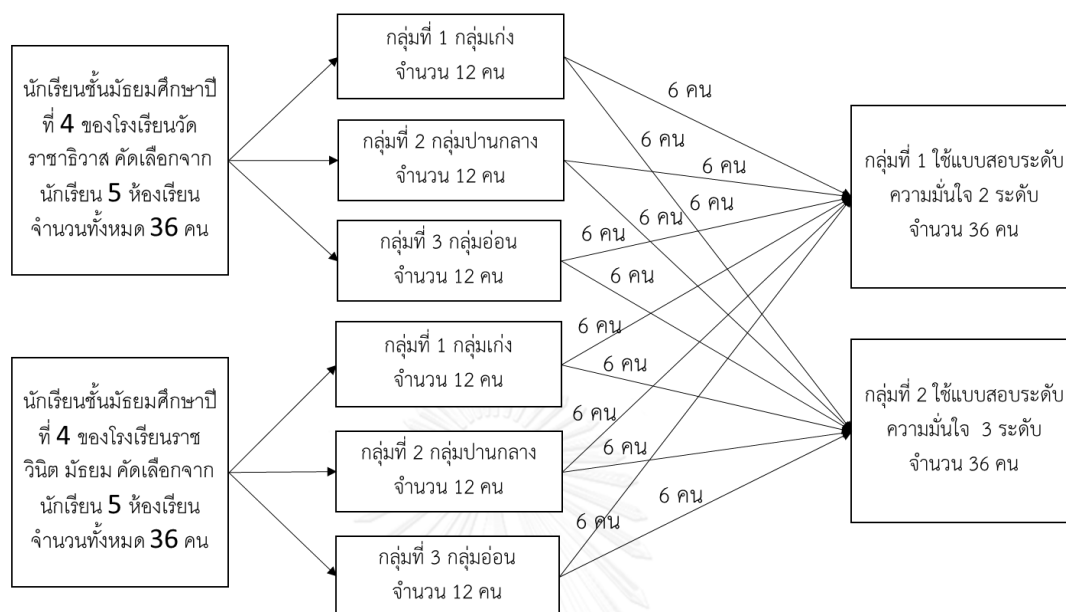 นักเรียนชั้นมัธยมศึกษาปี
ที่ 4 ของโรงเรียนวัด
ราชาธิวาส คัดเลือกจาก
นักเรียน 5 ห้องเรียน
จำนวนทั้งหมด 36 คน
นักเรียนชั้นมัธยมศึกษาปี
ที่ 4 ของโรงเรียนราช
วินิต มัธยม คัดเลือกจาก
นักเรียน 5 ห้องเรียน
จำนวนทั้งหมด 36 คน
กลุ่มที่ 1 กลุ่มเก่ง
จำนวน 12 คน
กลุ่มที่ 2 กลุ่มปานกลาง
จำนวน 12 คน
กลุ่มที่ 3 กลุ่มอ่อน
จำนวน 12 คน
กลุ่มที่ 1 กลุ่มเก่ง
จำนวน 12 คน
กลุ่มที่ 2 กลุ่มปานกลาง
จำนวน 12 คน
กลุ่มที่ 3 กลุ่มอ่อน
จำนวน 12 คน
6 คน
6 คน
6 คน
6 คน
6 คน
6 คน
6 คน
6 คน
6 คน
6 คน
6 คน
6 คน
กลุ่มที่ 1 ใช้แบบสอบระดับ
ความมั่นใจ 2 ระดับ
จำนวน 36 คน
กลุ่มที่ 2 ใช้แบบสอบระดับ
ความมั่นใจ 3 ระดับ
จำนวน 36 คน